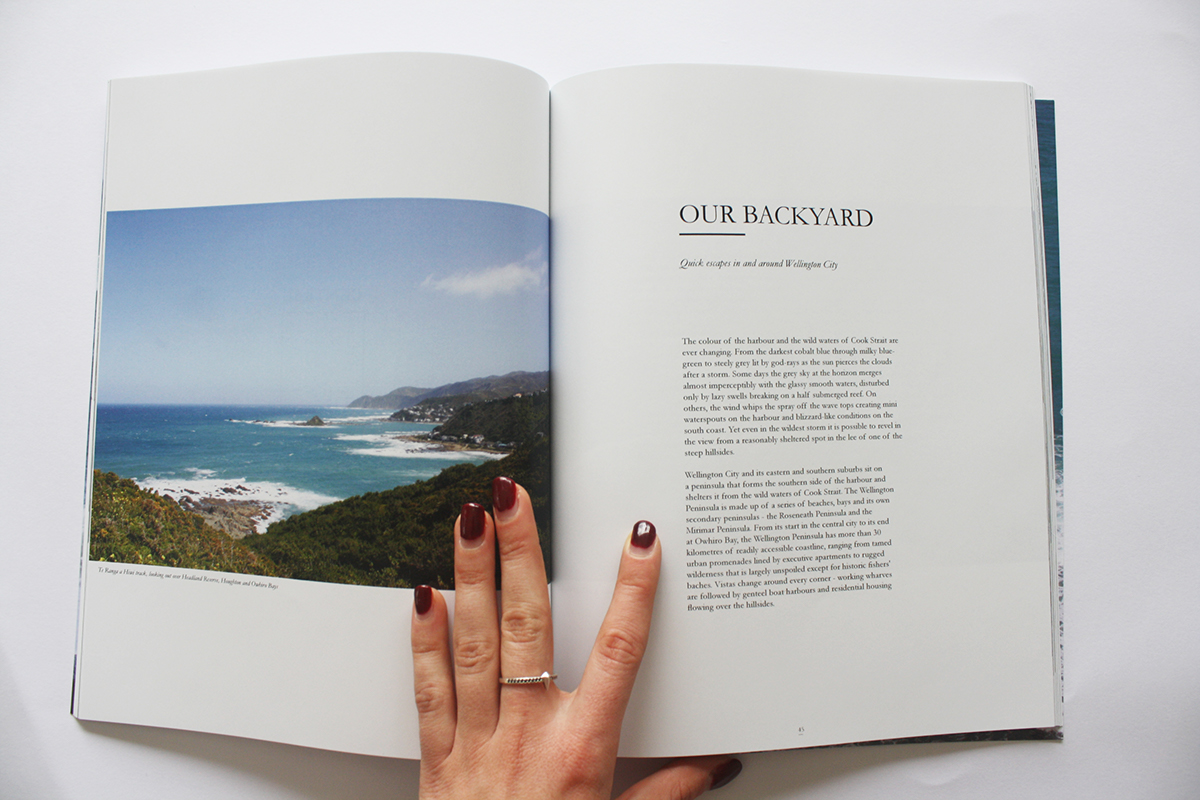 To Ranga a Hiwi track, looking out over Headland Reserve, Houghton and Owhiro Bays
OUR BACKYARD
Quick escapes in and around Wellington City
The colour of the harbour and the wild waters of Cook Strait are
ever changing. From the darkest cobalt blue through milky blue-
green to steely grey lit by god-rays as the sun pierces the clouds
after a storm. Some days the grey sky at the horizon merges
almost imperceptibly with the glassy smooth waters, disturbed
only by lazy swells breaking on a half submerged reef. On
others, the wind whips the spray off the wave tops creating mini
waterspouts on the harbour and blizzard-like conditions on the
south coast. Yet even in the wildest storm it is possible to revel in
the view from a reasonably sheltered spot in the lee of one of the
steep hillsides.
Wellington City and its eastern and southern suburbs sit on
a peninsula that forms the southern side of the harbour and
shelters it from the wild waters of Cook Strait. The Wellington
Peninsula is made up of a series of beaches, bays and its own
secondary peninsulas - the Roseneath Peninsula and the
Mirimar Peninsula. From its start in the central city to its end
at Owhiro Bay, the Wellington Peninsula has more than 30
kilometres of readily accessible coastline, ranging from tamed
urban promenades lined by executive apartments to rugged
wilderness that is largely unspoiled except for historic fishers'
baches. Vistas change around every corner - working wharves
are followed by genteel boat harbours and residential housing
flowing over the hillsides.